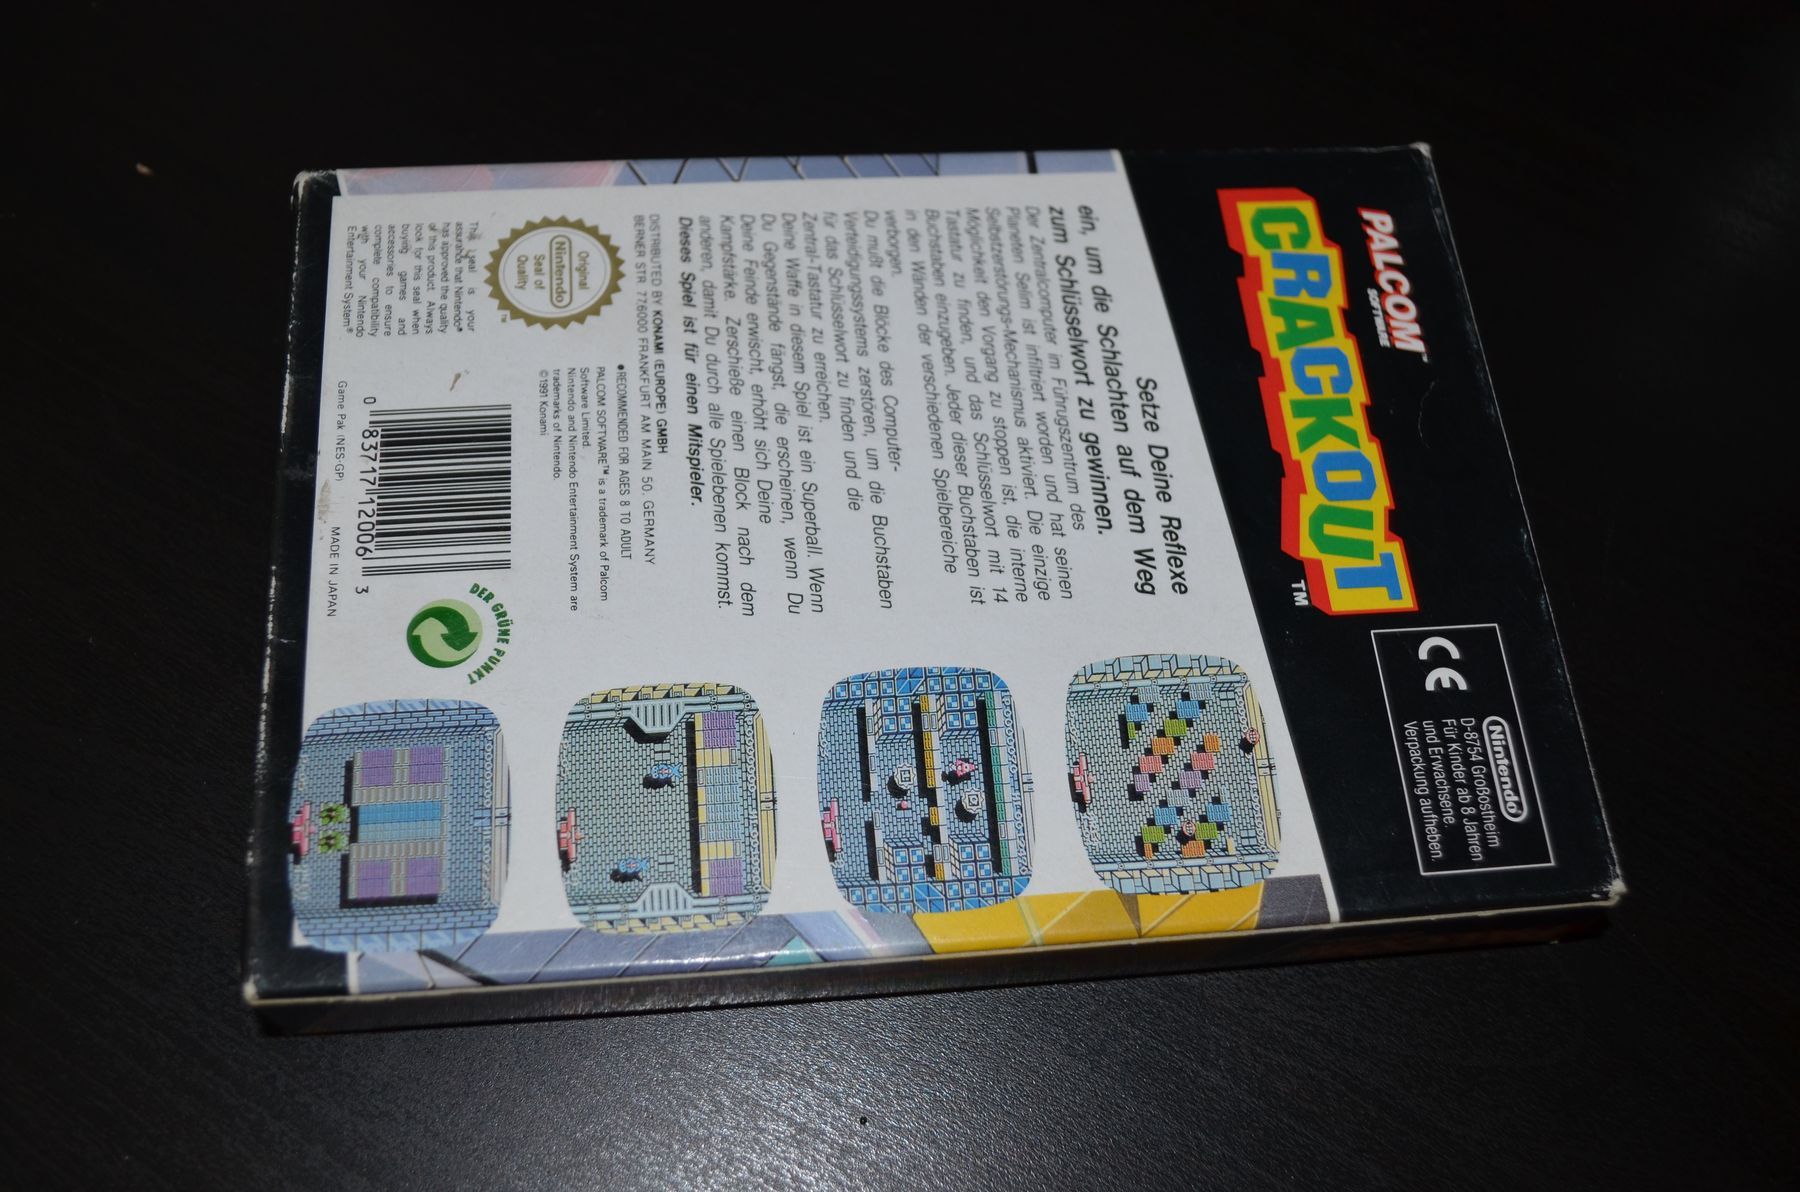 PALCOM™
SOFTWARE
CRACKOUT
TM
CE
Nintendo
D-8754 Großostheim
Für Kinder ab 8 Jahren
und Erwachsene.
Verpackung aufheben.
Setze Deine Reflexe
ein, um die Schlachten auf dem Weg
zum Schlüsselwort zu gewinnen.
Der Zentralcomputer im Führungszentrum des
Planeten Selim ist infiltriert worden und hat seinen
Selbstzerstörungs-Mechanismus aktiviert. Die einzige
Möglichkeit den Vorgang zu stoppen ist, die interne
Tastatur zu finden, und das Schlüsselwort mit 14
Buchstaben einzugeben. Jeder dieser Buchstaben ist
in den Wänden der verschiedenen Spielbereiche
verborgen.
Du mußt die Blöcke des Computer-
Verteidigungssystems zerstören, um die Buchstaben
für das Schlüsselwort zu finden und die
Zentral-Tastatur zu erreichen.
Deine Waffe in diesem Spiel ist ein Superball. Wenn
Du Gegenstände fängst, die erscheinen, wenn Du
Deine Feinde erwischt, erhöht sich Deine
Kampfstärke. Zerschieße einen Block nach dem
anderen, damit Du durch alle Spielebenen kommst.
Dieses Spiel ist für einen Mitspieler.
DISTRIBUTED BY KONAMI (EUROPE) GMBH
BERNER STR. 77 6000 FRANKFURT AM MAIN 50. GERMANY
● REDOMMENDED FOR AGES 8 TO ADULT
PALCOM SOFTWARE™ is a trademark of Palcom
Software Limited.
Nintendo and Nintendo Entertainment System are
trademarks of Nintendo.
©1991 Konami
Original
Nintendo
Seal of
Quality
TM
This seal is your
assurance that Nintendo®
has approved the quality
of this product. Always
look for this seal when
buying games and
accessories to ensure
complete compatibility
with your Nintendo
Entertainment System®
0 83717 12006 3
Game Pak (NES-GP)
MADE IN JAPAN
DER GRÜNE PUNKT